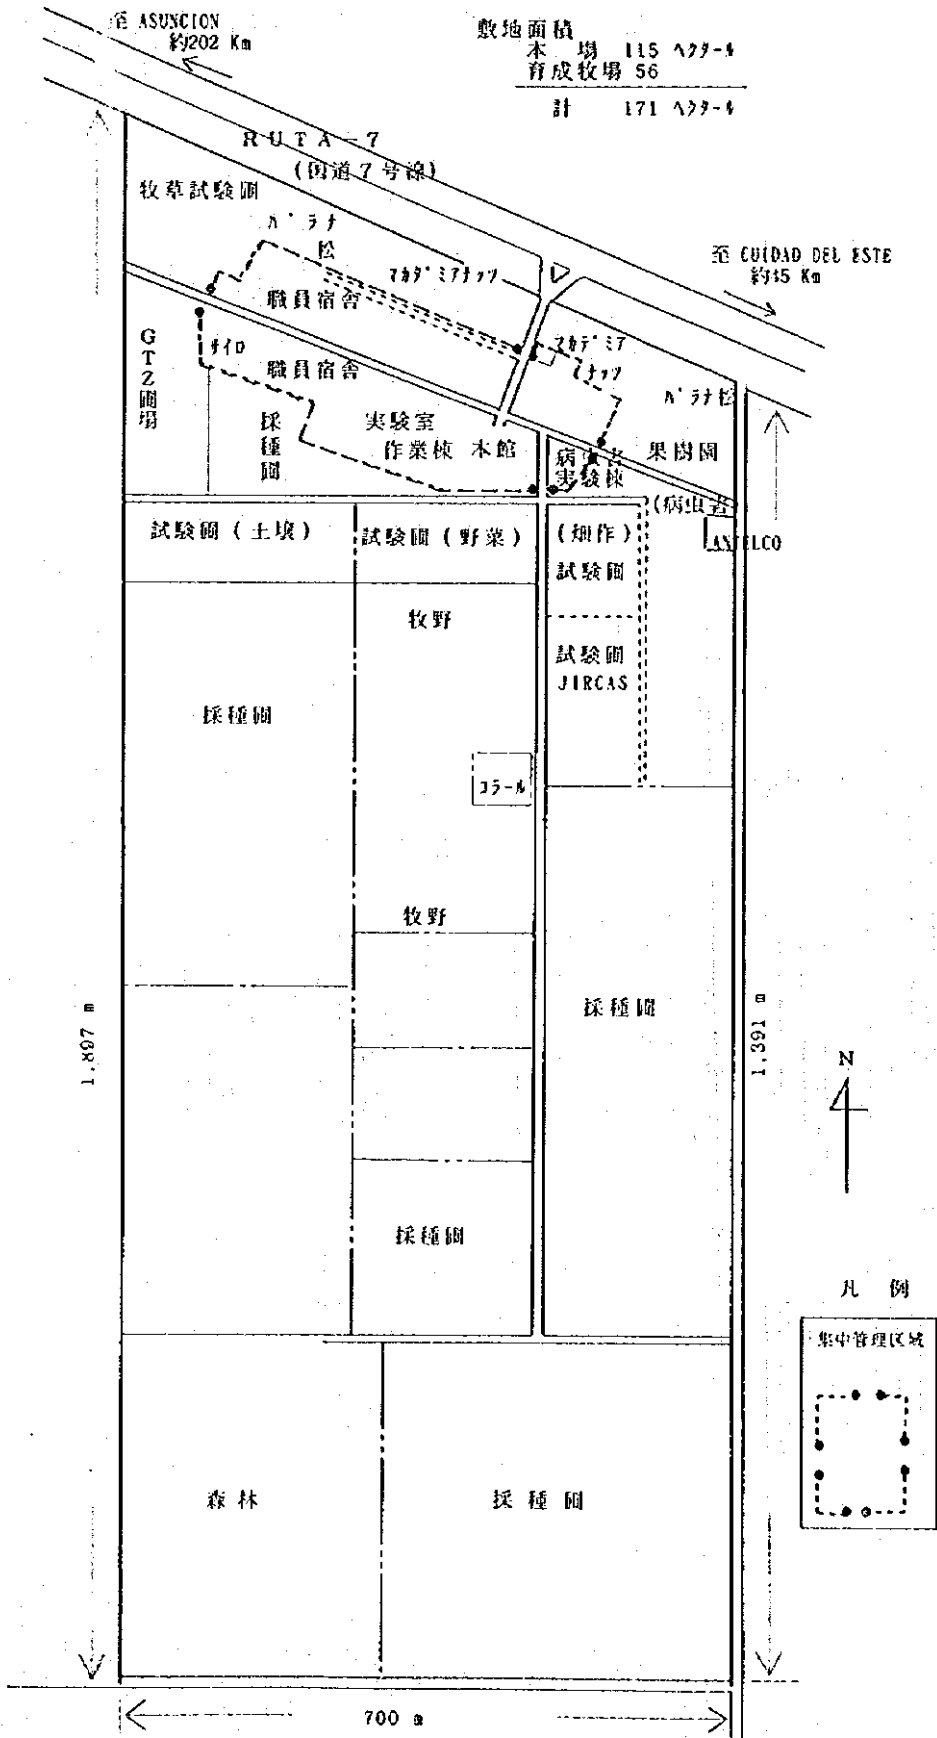 至 ASUNCION
約202 Km
敷地面積
本 場 115 ヘクタール
育成牧場 56
計 171 ヘクタール
RUTA-7
(国道7号線)
牧草試験圃
パラナ
松
マカダミアナッツ
至 CUIDAD DEL ESTE
職員宿舎
マカデミア
ナッツ
サイロ
職員宿舎
パラナ松
GTZ圃場
採種圃
実験室
作業棟 本館
病虫害
実験棟
果樹園
(病虫害)
ANTELCO
試験圃(土壌)
試験圃(野菜)
(畑作)
試験圃
牧野
試験圃
JIRCAS
採種圃
コラール
牧野
採種圃
1,897 m
1,391 m
N
採種圃
凡 例
集中管理区域
森林
採種圃
700 m